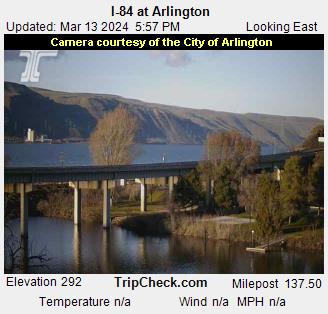 I-84 at Arlington
Updated: Mar 13 2024 5:57 PM Looking East
Camera courtesy of the City of Arlington
Elevation 292 TripCheck.com Milepost 137.50
Temperature n/a Wind n/a MPH n/a